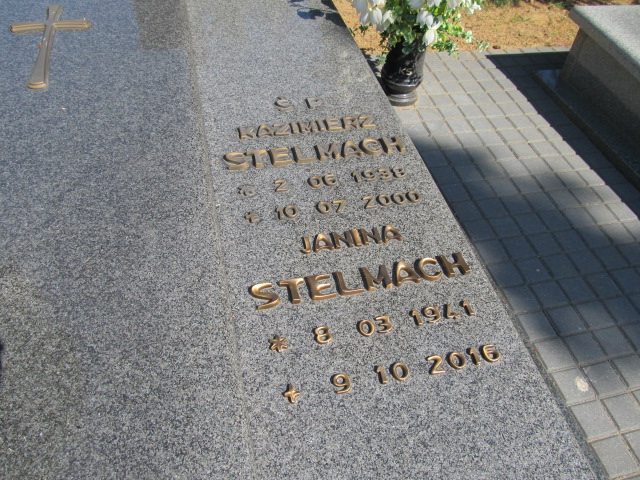 Ś P
KAZIMIERZ
STELMACH
* 2 06 1938
+ 10 07 2000
JANINA
STELMACH
* 8 03 1941
+ 9 10 2016